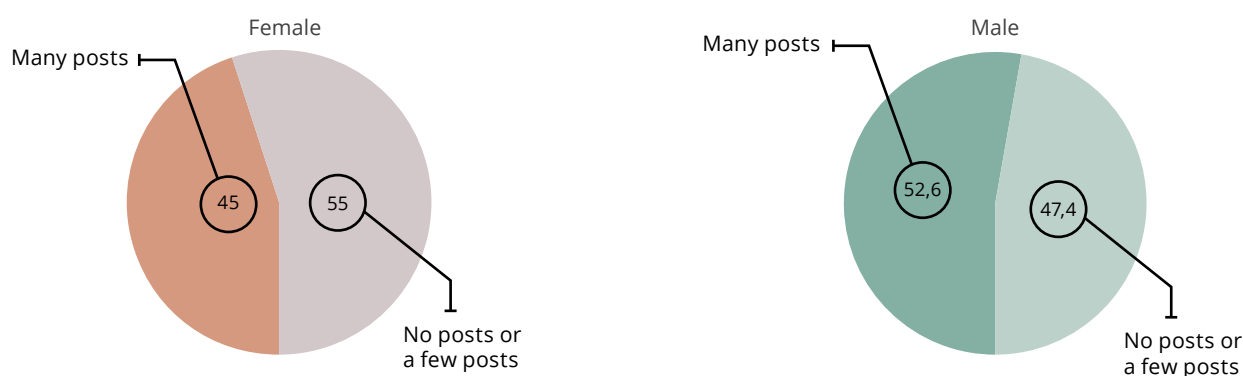 Female
Many posts
45
55
No posts or
a few posts
Male
Many posts
52,6
47,4
No posts or
a few posts